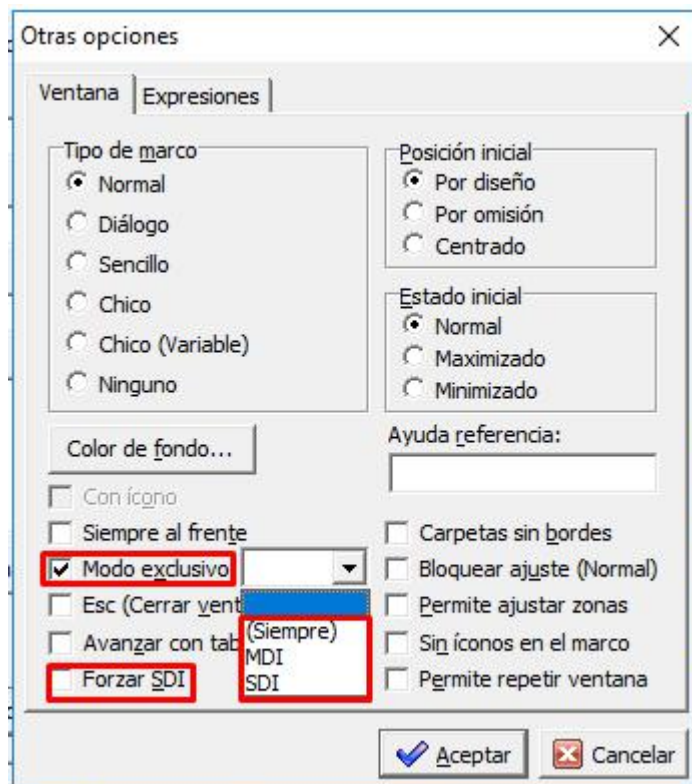 Otras opciones
Ventana
Expresiones
Tipo de marco
Normal
Diálogo
Sencillo
Chico
Chico (Variable)
Ninguno
Posición inicial
Por diseño
Por omisión
Centrado
Estado inicial
Normal
Maximizado
Minimizado
Color de fondo...
Ayuda referencia:
Con ícono
Siempre al frente
Modo exclusivo
Esc (Cerrar vent
Avanzar con tab
Forzar SDI
(Siempre)
MDI
SDI
Carpetas sin bordes
Bloquear ajuste (Normal)
Permite ajustar zonas
Sin íconos en el marco
Permite repetir ventana
Aceptar
Cancelar